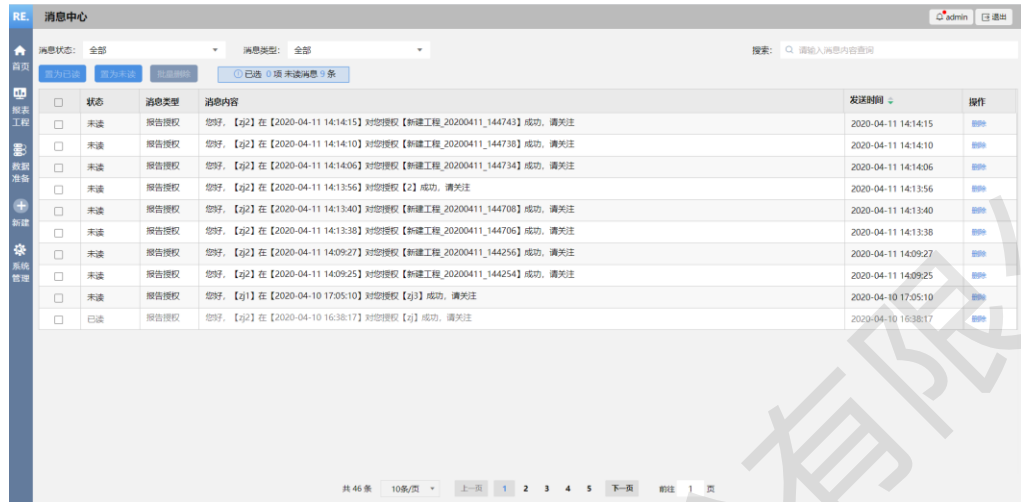 RE. 消息中心 admin 退出
首页
报表工程
数据准备
新建
系统管理
消息状态: 全部 消息类型: 全部 搜索: 请输入消息内容查询
置为已读 置为未读 批量删除 已选 0 项 未读消息 9 条
状态 消息类型 消息内容 发送时间 操作
未读 报告授权 您好, 【zj2】在【2020-04-11 14:14:15】对您授权【新建工程_20200411_144743】成功, 请关注 2020-04-11 14:14:15 删除
未读 报告授权 您好, 【zj2】在【2020-04-11 14:14:10】对您授权【新建工程_20200411_144738】成功, 请关注 2020-04-11 14:14:10 删除
未读 报告授权 您好, 【zj2】在【2020-04-11 14:14:06】对您授权【新建工程_20200411_144734】成功, 请关注 2020-04-11 14:14:06 删除
未读 报告授权 您好, 【zj2】在【2020-04-11 14:13:56】对您授权【2】成功, 请关注 2020-04-11 14:13:56 删除
未读 报告授权 您好, 【zj2】在【2020-04-11 14:13:40】对您授权【新建工程_20200411_144708】成功, 请关注 2020-04-11 14:13:40 删除
未读 报告授权 您好, 【zj2】在【2020-04-11 14:13:38】对您授权【新建工程_20200411_144706】成功, 请关注 2020-04-11 14:13:38 删除
未读 报告授权 您好, 【zj2】在【2020-04-11 14:09:27】对您授权【新建工程_20200411_144256】成功, 请关注 2020-04-11 14:09:27 删除
未读 报告授权 您好, 【zj2】在【2020-04-11 14:09:25】对您授权【新建工程_20200411_144254】成功, 请关注 2020-04-11 14:09:25 删除
未读 报告授权 您好, 【zj1】在【2020-04-10 17:05:10】对您授权【zj3】成功, 请关注 2020-04-10 17:05:10 删除
已读 报告授权 您好, 【zj2】在【2020-04-10 16:38:17】对您授权【zj】成功, 请关注 2020-04-10 16:38:17 删除
共 46 条 10条/页 上一页 1 2 3 4 5 下一页 前往 1 页
有限